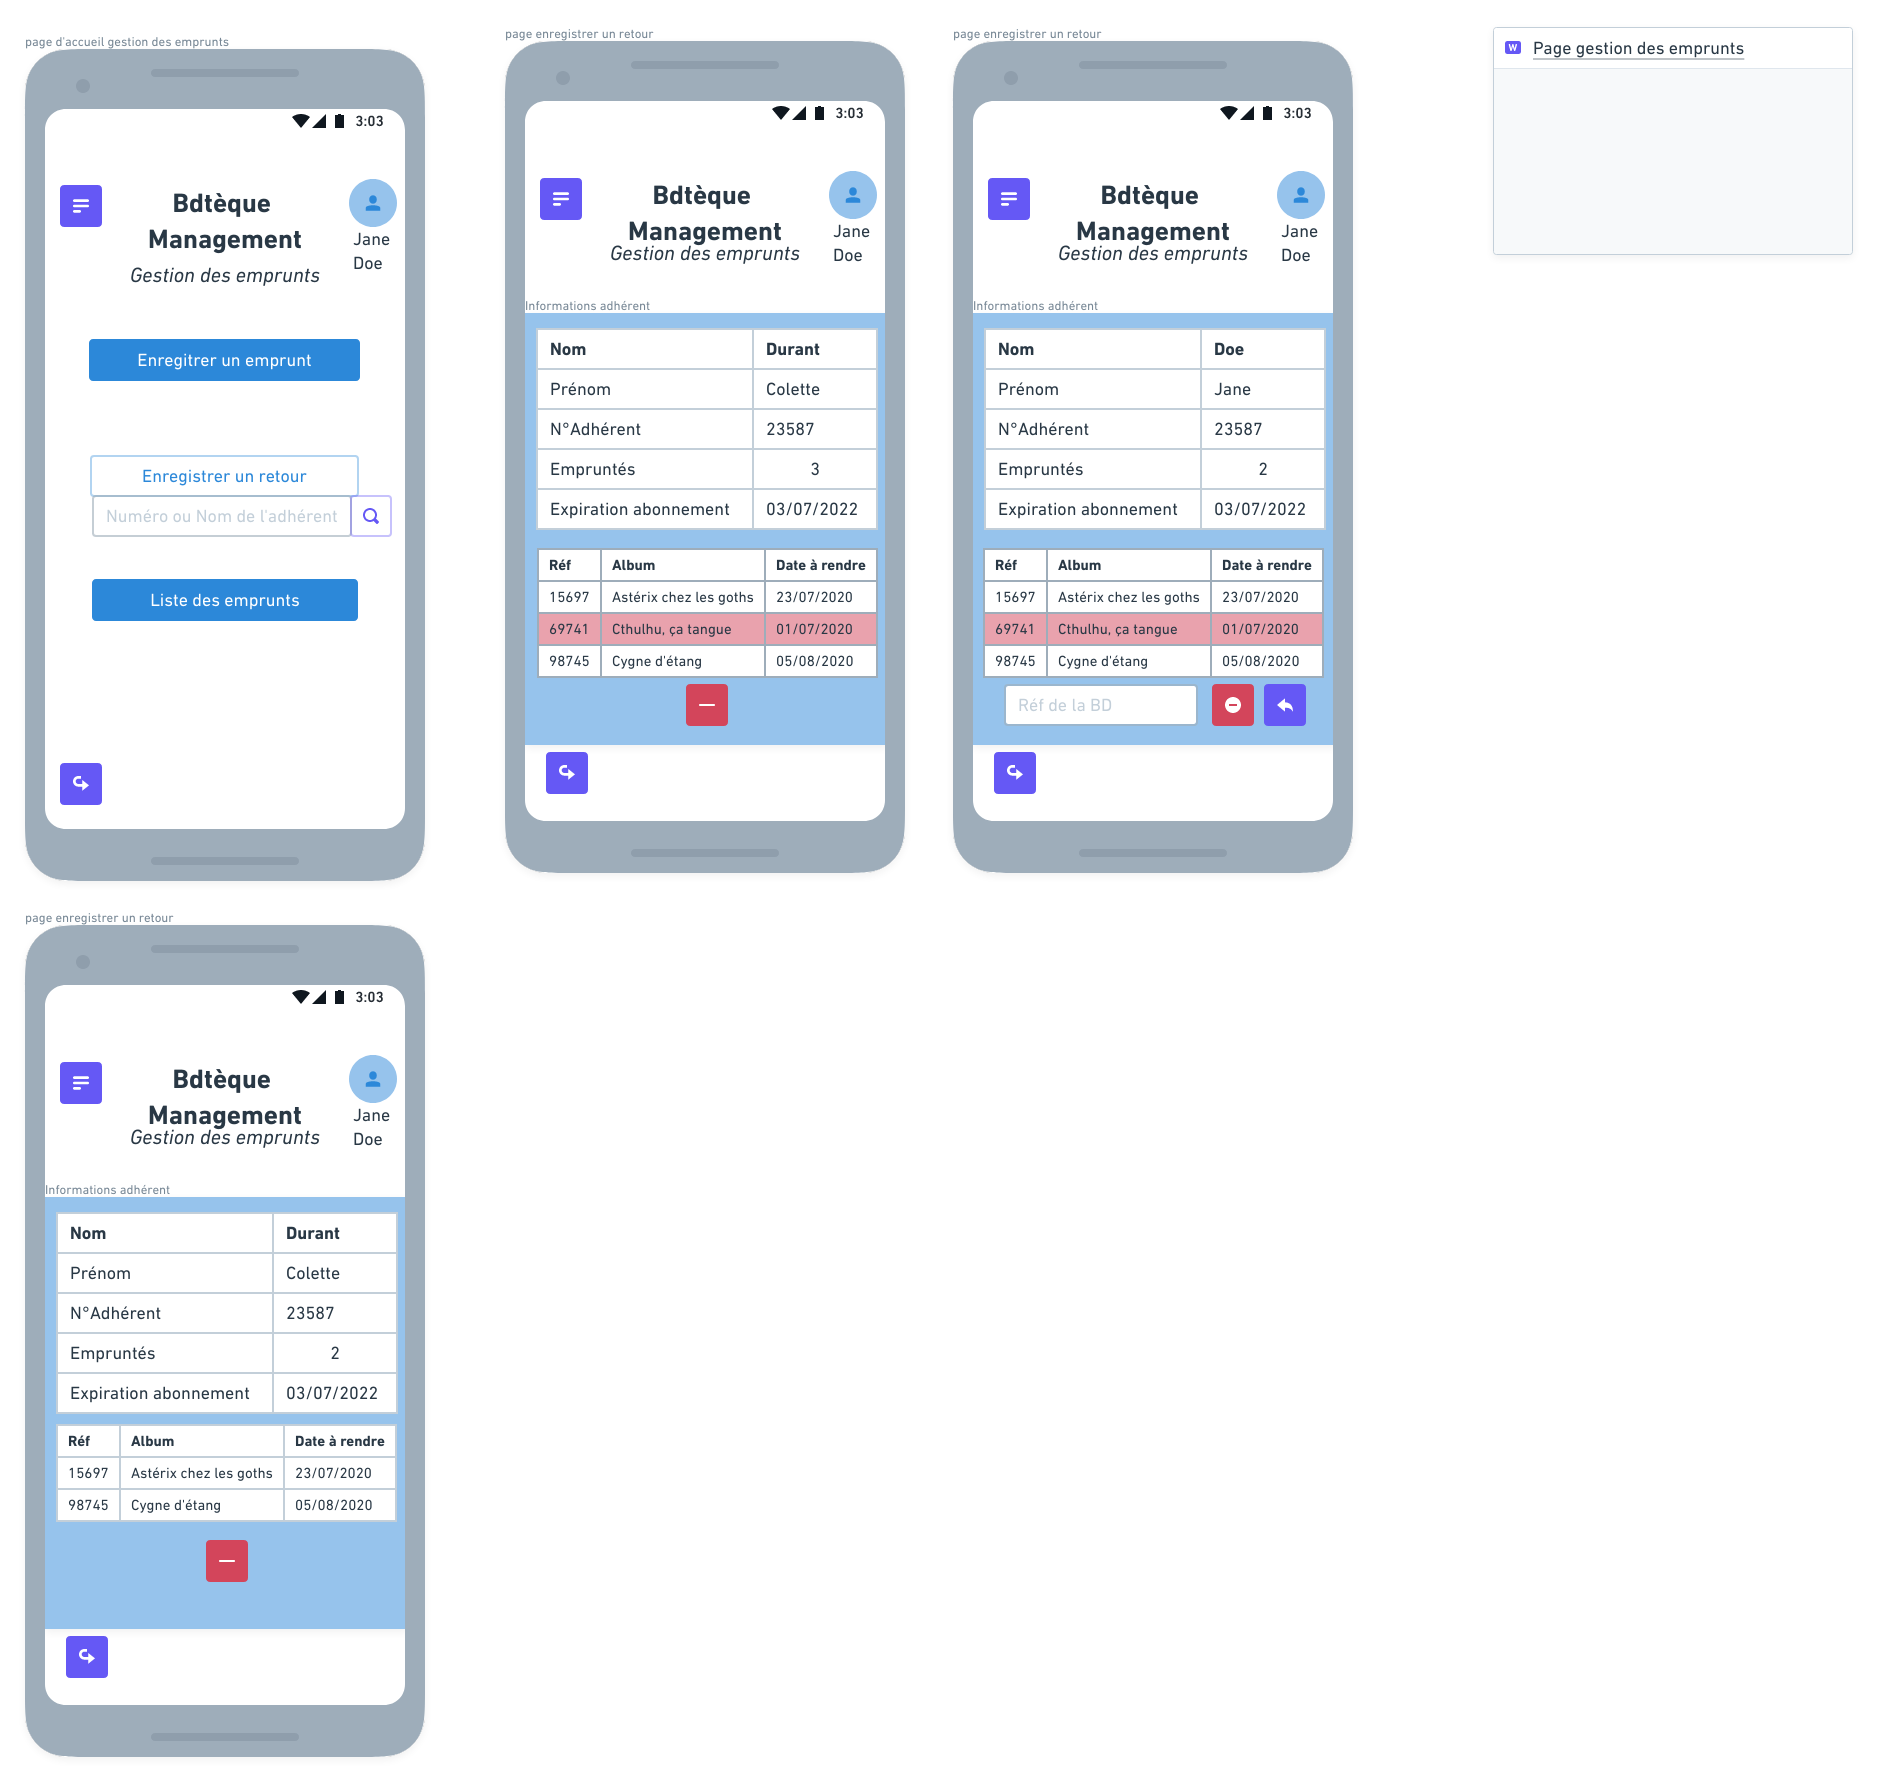 page d'accueil gestion des emprunts
3:03
Bdtèque
Management
Gestion des emprunts
Jane
Doe
Enregitrer un emprunt
Enregistrer un retour
Numéro ou Nom de l'adhérent
Liste des emprunts
page enregistrer un retour
3:03
Bdtèque
Management
Gestion des emprunts
Jane
Doe
Informations adhérent
Nom Durant
Prénom Colette
N°Adhérent 23587
Empruntés 3
Expiration abonnement 03/07/2022
Réf Album Date à rendre
15697 Astérix chez les goths 23/07/2020
69741 Cthulhu, ça tangue 01/07/2020
98745 Cygne d'étang 05/08/2020
page enregistrer un retour
3:03
Bdtèque
Management
Gestion des emprunts
Jane
Doe
Informations adhérent
Nom Doe
Prénom Jane
N°Adhérent 23587
Empruntés 2
Expiration abonnement 03/07/2022
Réf Album Date à rendre
15697 Astérix chez les goths 23/07/2020
69741 Cthulhu, ça tangue 01/07/2020
98745 Cygne d'étang 05/08/2020
Réf de la BD
W Page gestion des emprunts
page enregistrer un retour
3:03
Bdtèque
Management
Gestion des emprunts
Jane
Doe
Informations adhérent
Nom Durant
Prénom Colette
N°Adhérent 23587
Empruntés 2
Expiration abonnement 03/07/2022
Réf Album Date à rendre
15697 Astérix chez les goths 23/07/2020
98745 Cygne d'étang 05/08/2020